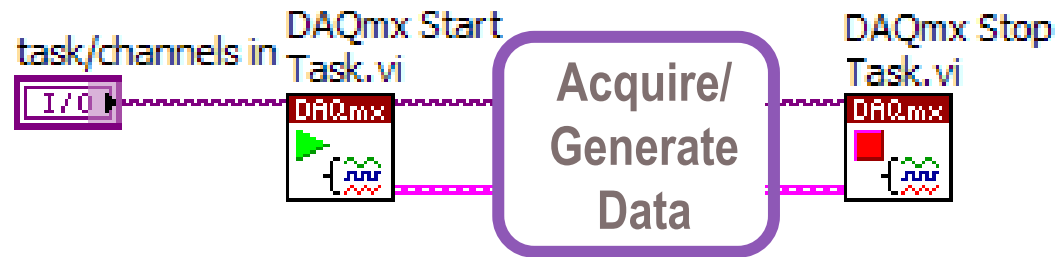 task/channels in
I/O
DAQmx Start
Task.vi
DAQmx
Acquire/
Generate
Data
DAQmx Stop
Task.vi
DAQmx